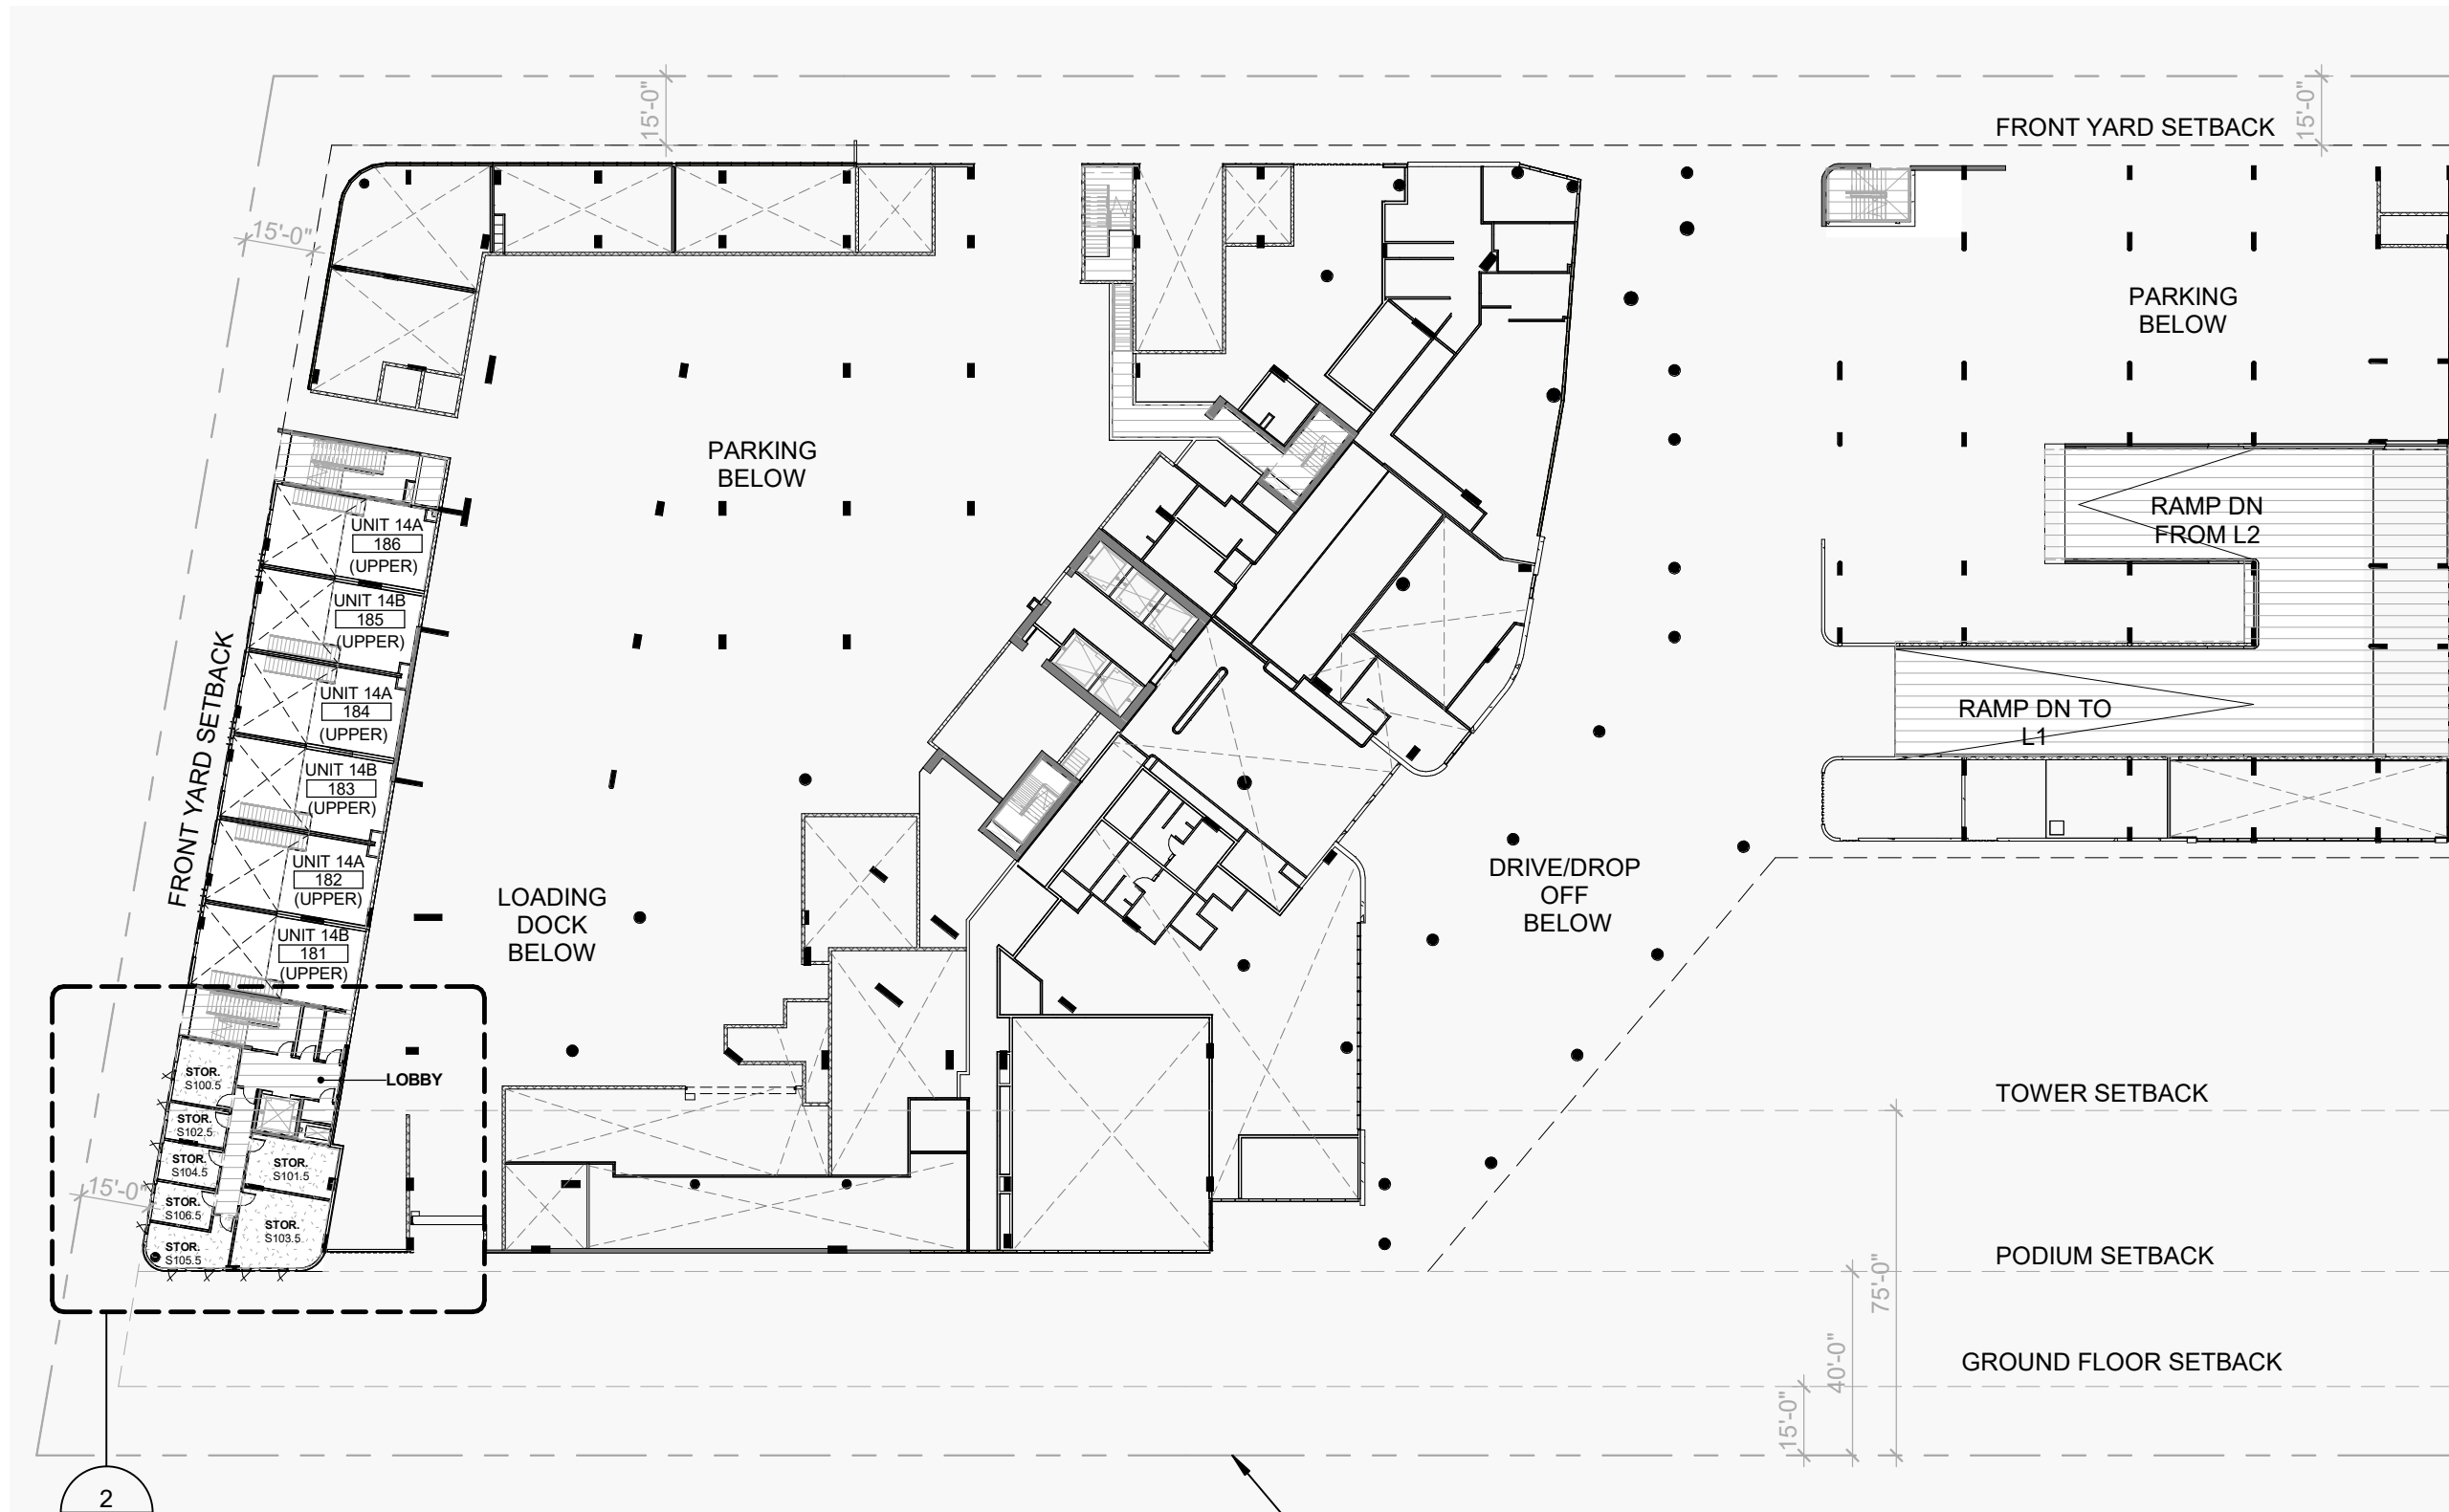 15'-0"
15'-0"
FRONT YARD SETBACK
15'-0"
PARKING
BELOW
PARKING
BELOW
RAMP DN
FROM L2
UNIT 14A
186
(UPPER)
UNIT 14B
185
(UPPER)
FRONT YARD SETBACK
UNIT 14A
184
(UPPER)
RAMP DN TO
L1
UNIT 14B
183
(UPPER)
UNIT 14A
182
(UPPER)
LOADING
DOCK
BELOW
DRIVE/DROP
OFF
BELOW
UNIT 14B
181
(UPPER)
STOR.
S100.5
LOBBY
STOR.
S102.5
TOWER SETBACK
STOR.
S104.5
STOR.
S101.5
15'-0"
STOR.
S106.5
STOR.
S103.5
STOR.
S105.5
PODIUM SETBACK
75'-0"
40'-0"
GROUND FLOOR SETBACK
15'-0"
2